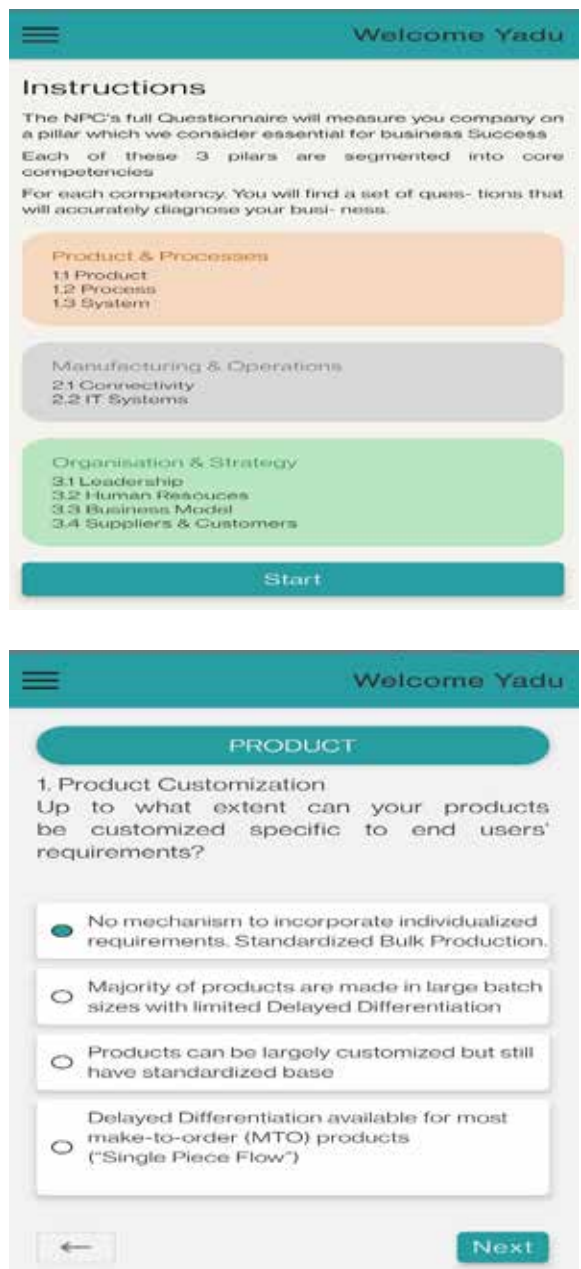 Welcome Yadu
Instructions
The NPC's full Questionnaire will measure you company on
a pillar which we consider essential for business Success
Each of these 3 pilars are segmented into core
competencies
For each competency. You will find a set of ques- tions that
will accurately diagnose your busi- ness.
Product & Processes
1.1 Product
1.2 Process
1.3 System
Manufacturing & Operations
2.1 Connectivity
2.2 IT Systems
Organisation & Strategy
3.1 Leadership
3.2 Human Resouces
3.3 Business Model
3.4 Suppliers & Customers
Start
Welcome Yadu
PRODUCT
1. Product Customization
Up to what extent can your products
be customized specific to end users'
requirements?
No mechanism to incorporate individualized
requirements. Standardized Bulk Production.
Majority of products are made in large batch
sizes with limited Delayed Differentiation
Products can be largely customized but still
have standardized base
Delayed Differentiation available for most
make-to-order (MTO) products
("Single Piece Flow")
Next